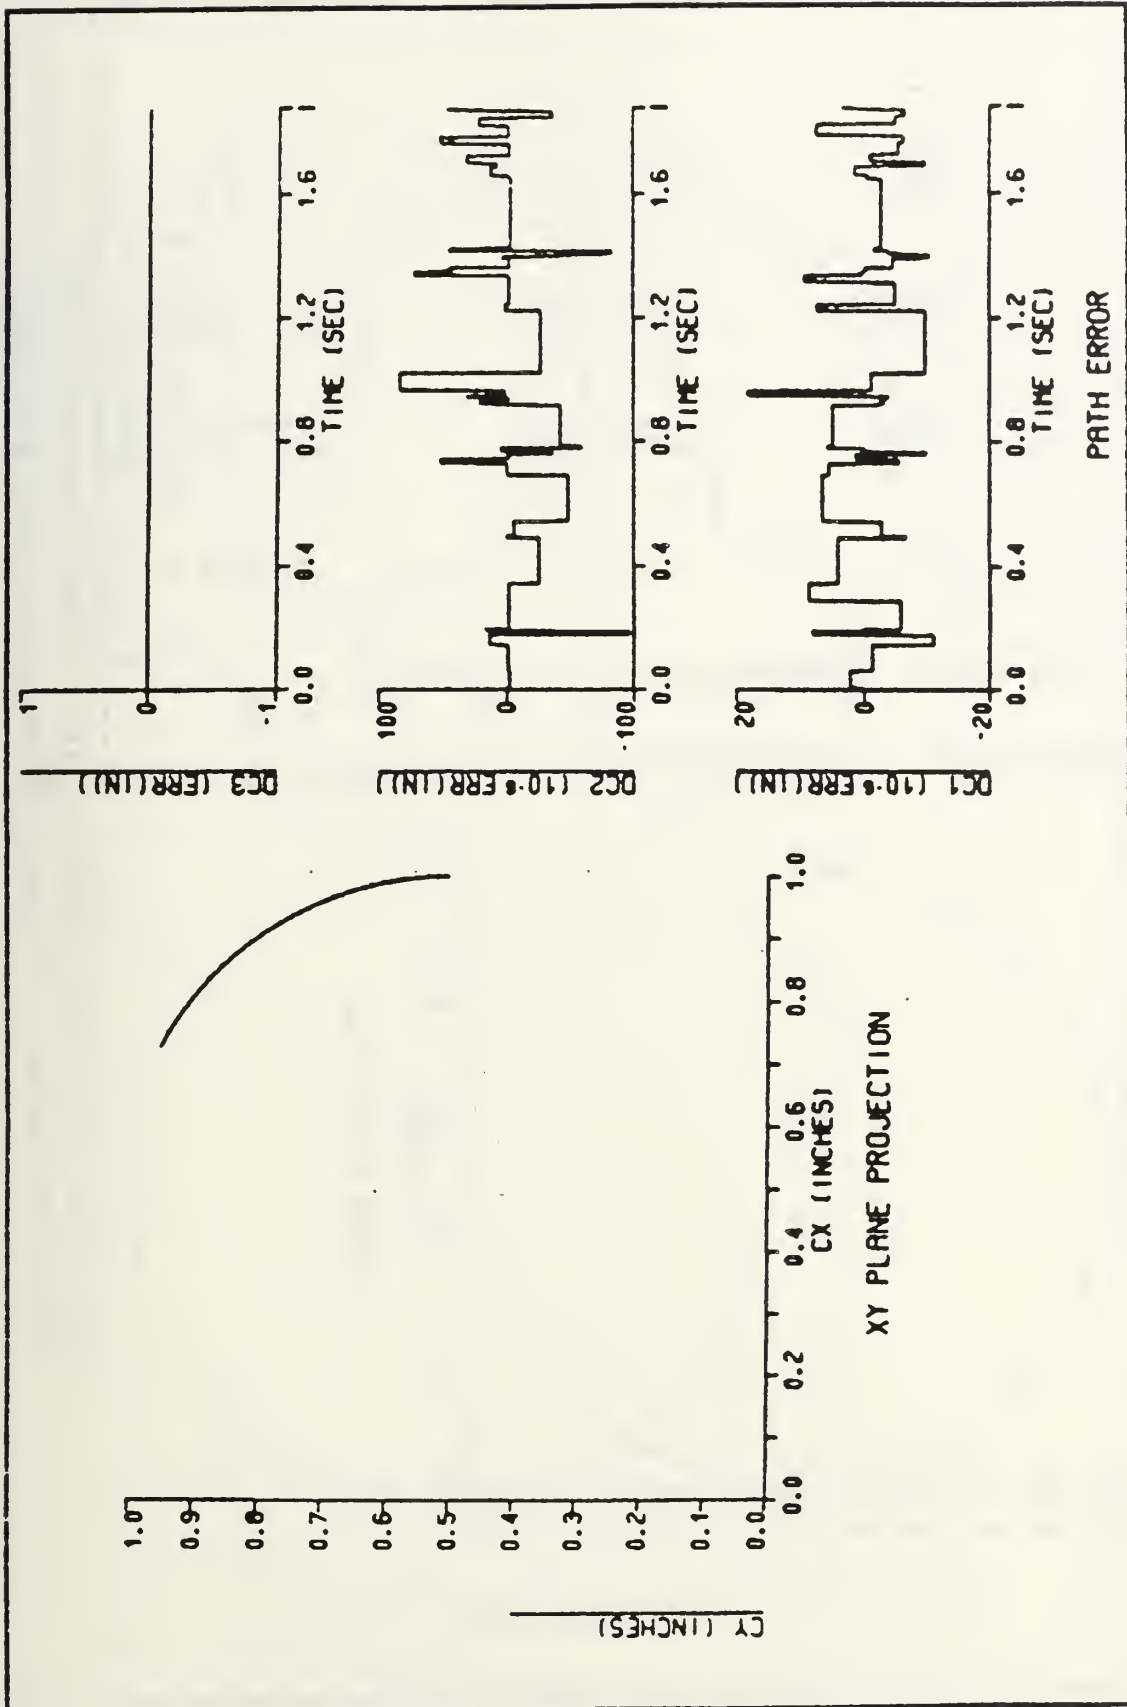 CY (INCHES)
1.0
0.9
0.8
0.7
0.6
0.5
0.4
0.3
0.2
0.1
0.0
0.0 0.2 0.4 0.6 0.8 1.0
CX (INCHES)
XY PLANE PROJECTION
DC3 (ERR(IN))
1
0
-1
0.0 0.4 0.8 1.2 1.6
TIME (SEC)
DC2 (10 ERR(IN))
100
0
-100
0.0 0.4 0.8 1.2 1.6
TIME (SEC)
DC1 (10 ERR(IN))
20
0
-20
0.0 0.4 0.8 1.2 1.6
TIME (SEC)
PATH ERROR